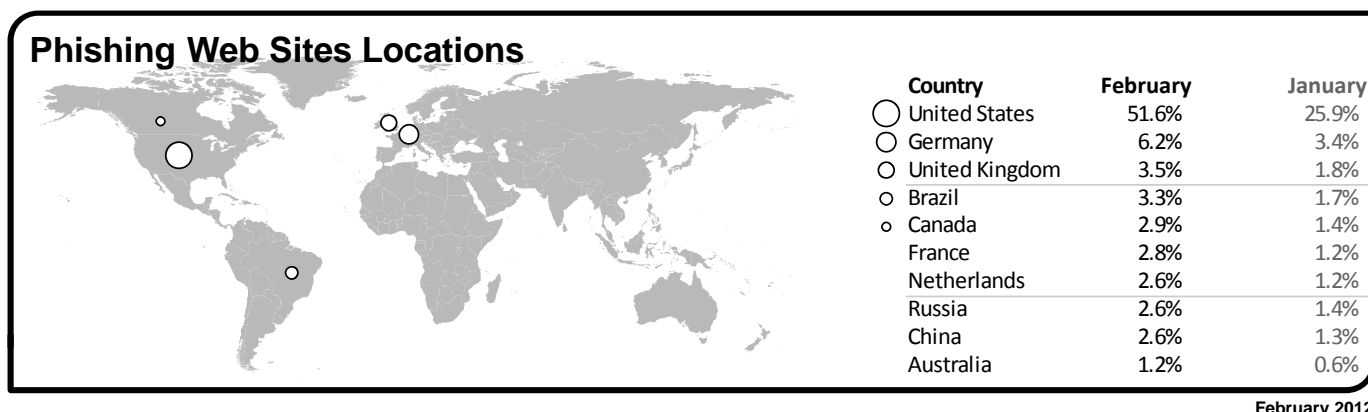 Phishing Web Sites Locations
Country February January
United States 51.6% 25.9%
Germany 6.2% 3.4%
United Kingdom 3.5% 1.8%
Brazil 3.3% 1.7%
Canada 2.9% 1.4%
France 2.8% 1.2%
Netherlands 2.6% 1.2%
Russia 2.6% 1.4%
China 2.6% 1.3%
Australia 1.2% 0.6%
February 2012